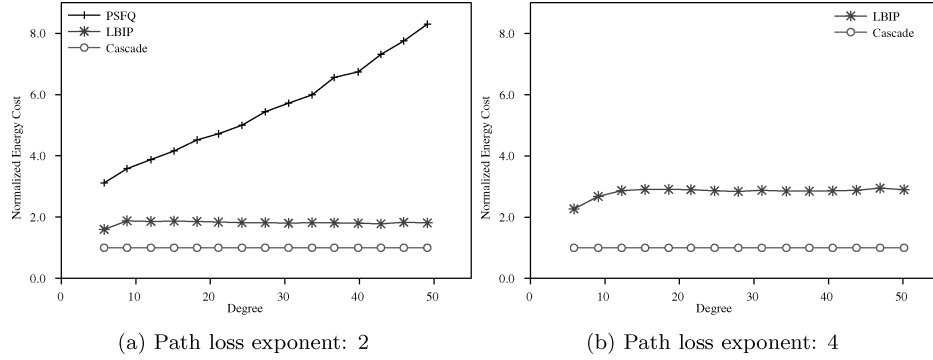 PSFQ
LBIP
Cascade
8.0
6.0
4.0
2.0
0.0
Normalized Energy Cost
0 10 20 30 40 50
Degree
(a) Path loss exponent: 2
LBIP
Cascade
8.0
6.0
4.0
2.0
0.0
Normalized Energy Cost
0 10 20 30 40 50
Degree
(b) Path loss exponent: 4